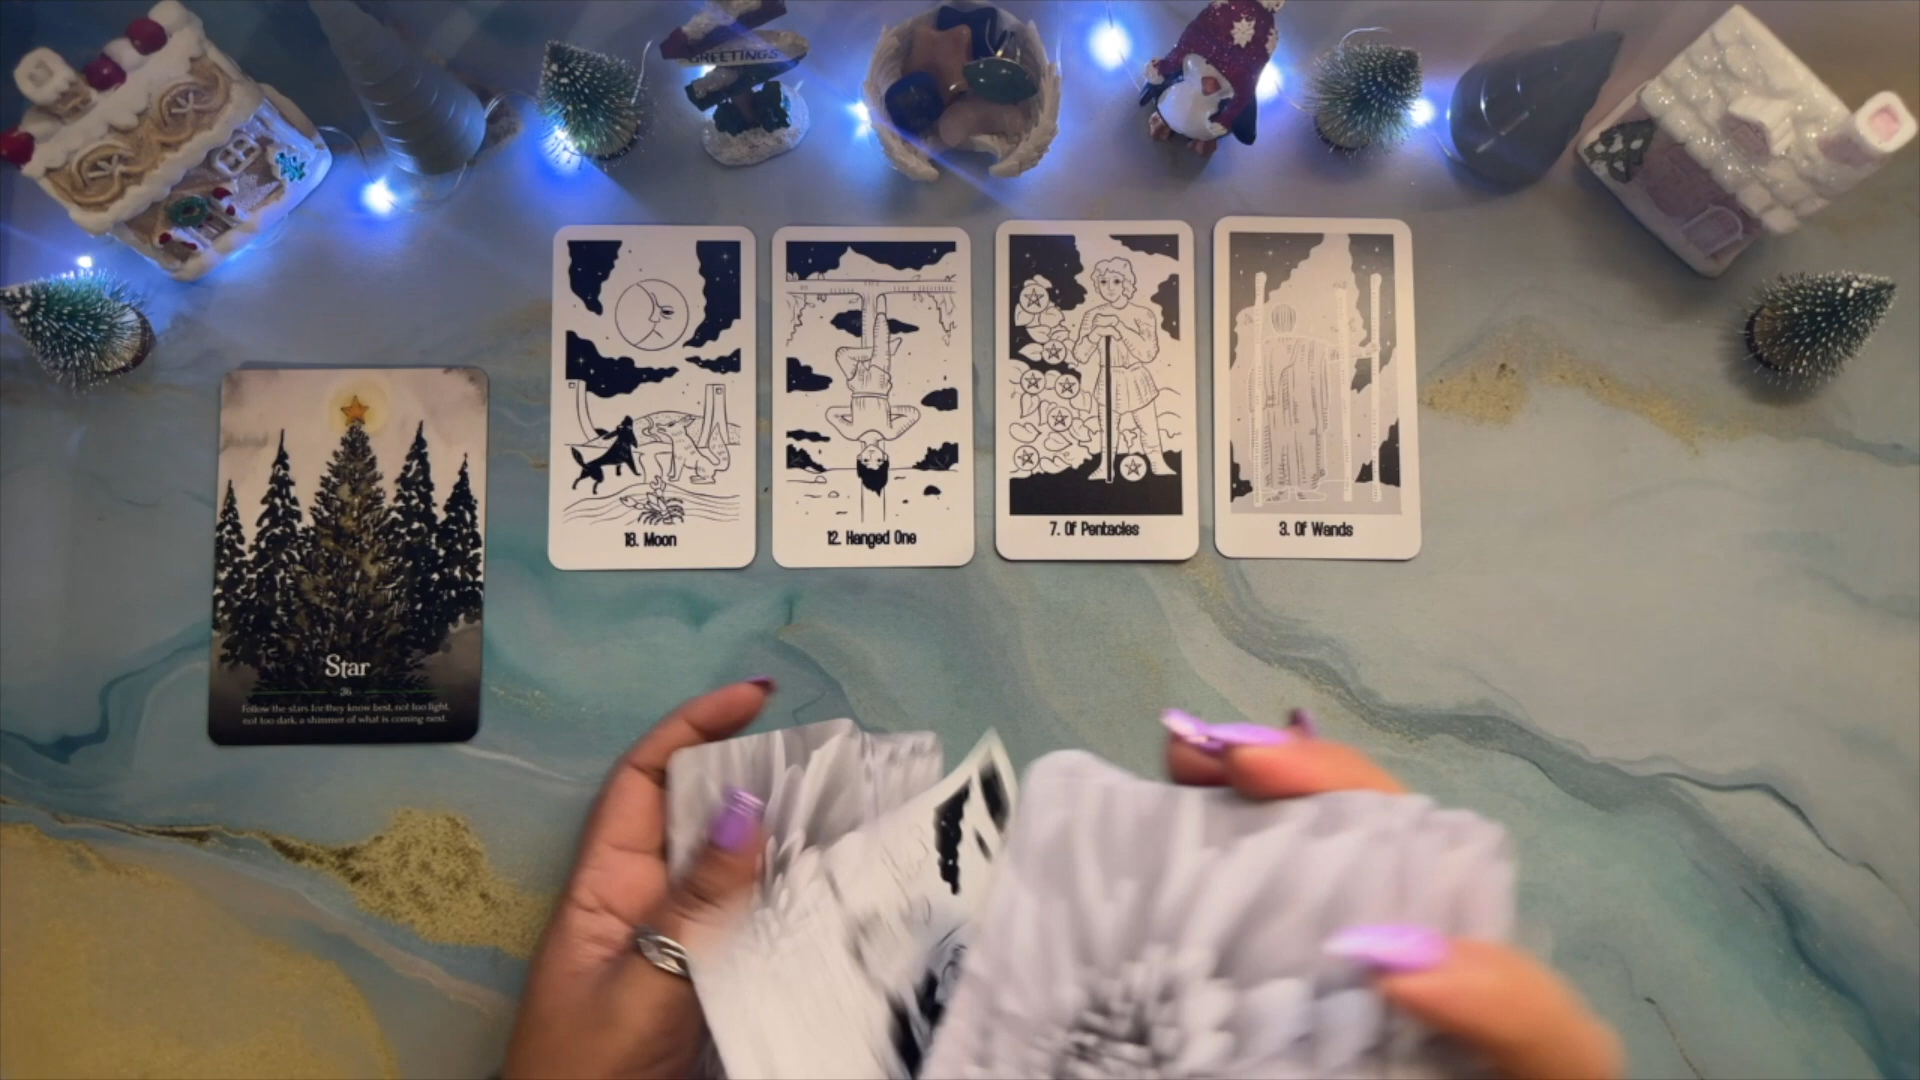 GREETINGS
18. Moon
12. Hanged One
7. Of Pentacles
3. Of Wands
Star
36
Follow the stars for they know best, not too light,
not too dark, a shimmer of what is coming next.